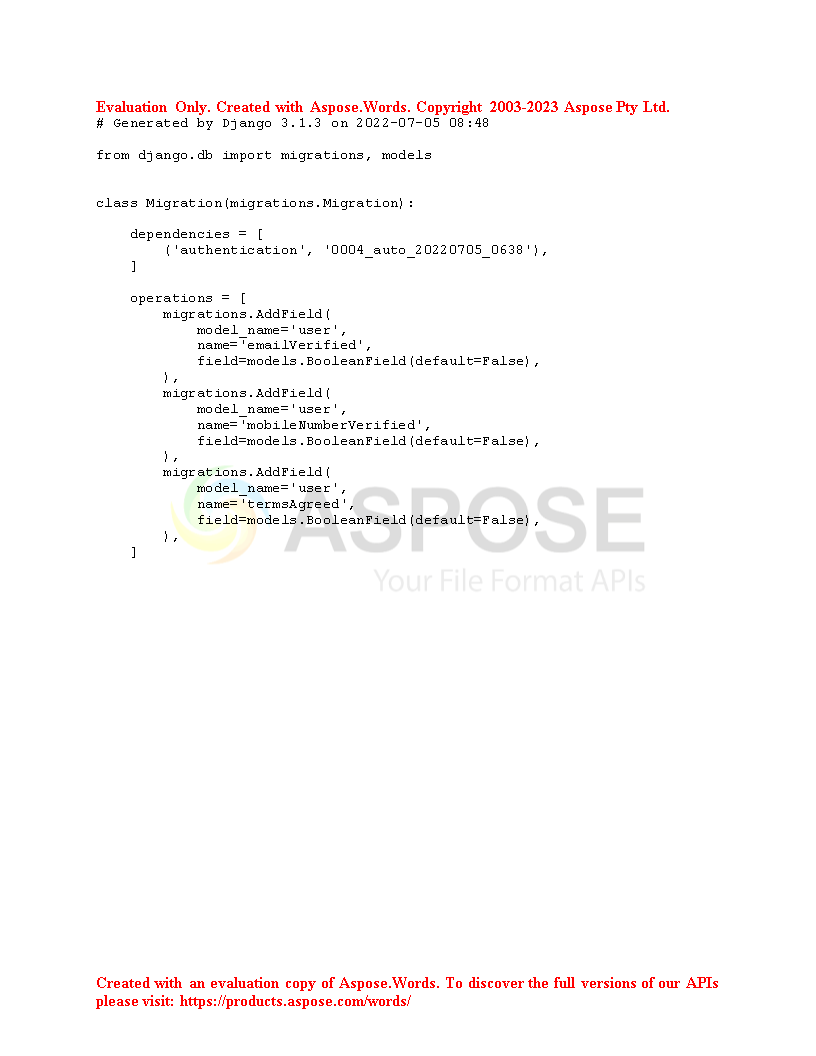 Evaluation Only. Created with Aspose.Words. Copyright 2003-2023 Aspose Pty Ltd.
# Generated by Django 3.1.3 on 2022-07-05 08:48

from django.db import migrations, models


class Migration(migrations.Migration):

    dependencies = [
        ('authentication', '0004_auto_20220705_0638'),
    ]

    operations = [
        migrations.AddField(
            model_name='user',
            name='emailVerified',
            field=models.BooleanField(default=False),
        ),
        migrations.AddField(
            model_name='user',
            name='mobileNumberVerified',
            field=models.BooleanField(default=False),
        ),
        migrations.AddField(
            model_name='user',
            name='termsAgreed',
            field=models.BooleanField(default=False),
        ),
    ]
ASPOSE
Your File Format APIs
Created with an evaluation copy of Aspose.Words. To discover the full versions of our APIs
please visit: https://products.aspose.com/words/